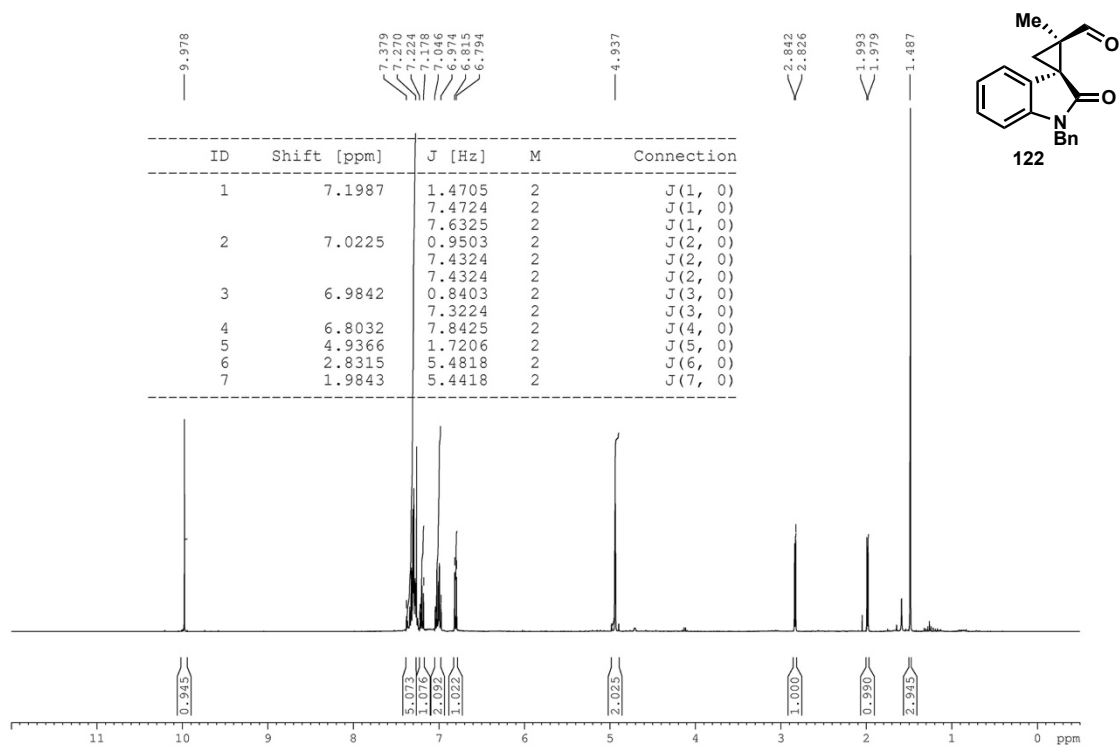 9.978
7.379
7.270
7.224
7.178
7.046
6.974
6.815
6.794
4.937
2.842
2.826
1.993
1.979
1.487
Me
O
O
N
Bn
122
ID Shift [ppm] J [Hz] M Connection
1 7.1987 1.4705 2 J(1, 0)
7.4724 2 J(1, 0)
7.6325 2 J(1, 0)
2 7.0225 0.9503 2 J(2, 0)
7.4324 2 J(2, 0)
7.4324 2 J(2, 0)
3 6.9842 0.8403 2 J(3, 0)
7.3224 2 J(3, 0)
4 6.8032 7.8425 2 J(4, 0)
5 4.9366 1.7206 2 J(5, 0)
6 2.8315 5.4818 2 J(6, 0)
7 1.9843 5.4418 2 J(7, 0)
0.945
5.073
1.076
2.092
1.022
2.025
1.000
0.990
2.945
11 10 9 8 7 6 5 4 3 2 1 0 ppm